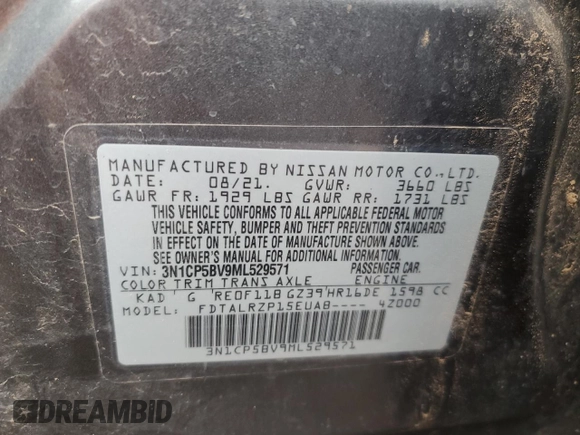 MANUFACTURED BY NISSAN MOTOR CO.,LTD.
DATE: 08/21. GVWR: 3660 LBS
GAWR FR: 1929 LBS GAWR RR: 1731 LBS
THIS VEHICLE CONFORMS TO ALL APPLICABLE FEDERAL MOTOR
VEHICLE SAFETY, BUMPER AND THEFT PREVENTION STANDARDS
IN EFFECT ON THE DATE OF MANUFACTURE SHOWN ABOVE.
SEE OWNER'S MANUAL FOR ADDITIONAL INFORMATION.
VIN: 3N1CP5BV9ML529571 PASSENGER CAR.
COLOR TRIM TRANS AXLE ENGINE
KAD G RE0F11B GZ39 HR16DE 1598 CC
MODEL: FDTALRZP15EUAB---- 4Z000
3N1CP5BV9ML529571
DREAMBID